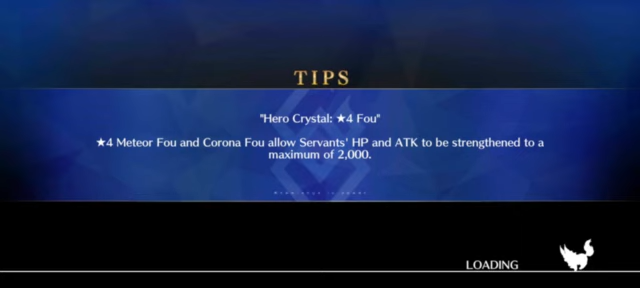 TIPS
"Hero Crystal: ★4 Fou"
★4 Meteor Fou and Corona Fou allow Servants' HP and ATK to be strengthened to a
maximum of 2,000.
LOADING